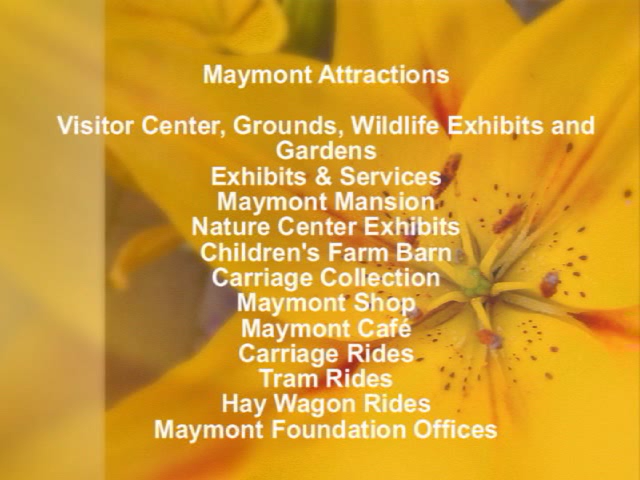 Maymont Attractions
Visitor Center, Grounds, Wildlife Exhibits and
Gardens
Exhibits & Services
Maymont Mansion
Nature Center Exhibits
Children's Farm Barn
Carriage Collection
Maymont Shop
Maymont Café
Carriage Rides
Tram Rides
Hay Wagon Rides
Maymont Foundation Offices